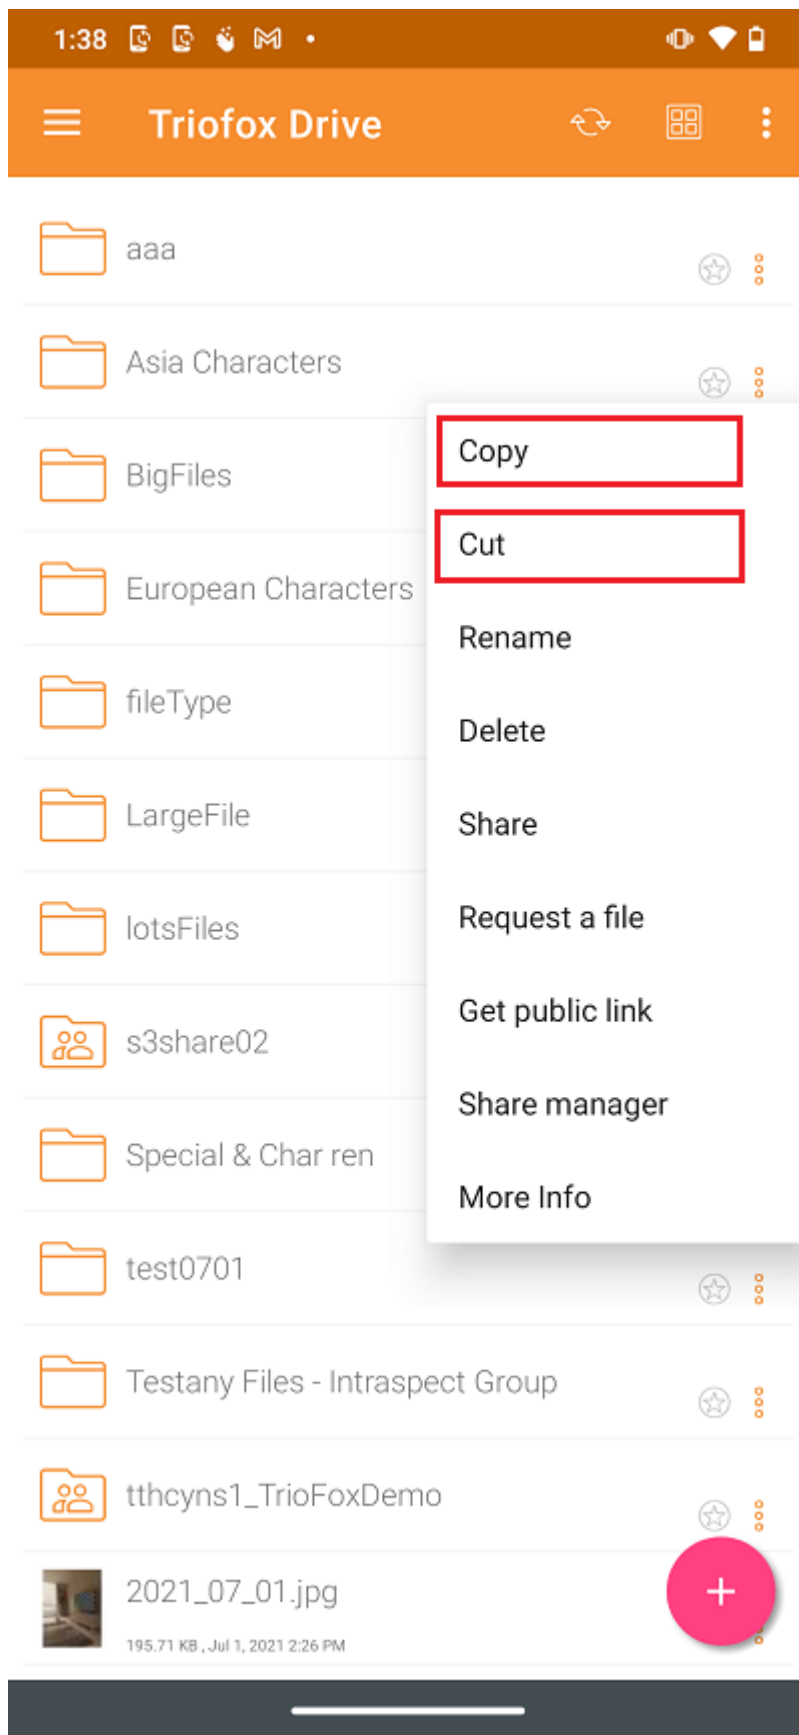 1:38
Triofox Drive
aaa
Asia Characters
BigFiles
European Characters
fileType
LargeFile
lotsFiles
s3share02
Special & Char ren
test0701
Testany Files - Intraspect Group
tthcyns1_TrioFoxDemo
2021_07_01.jpg
195.71 KB , Jul 1, 2021 2:26 PM
Copy
Cut
Rename
Delete
Share
Request a file
Get public link
Share manager
More Info